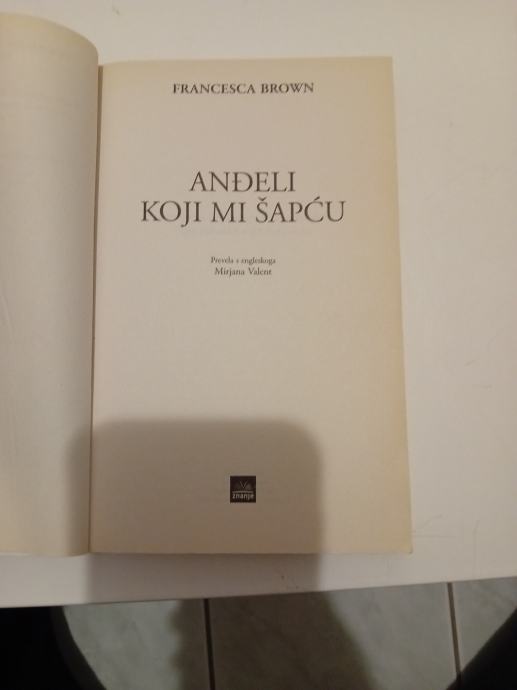 FRANCESCA BROWN
ANĐELI
KOJI MI ŠAPĆU
Prevela s engleskoga
Mirjana Valent
znanje